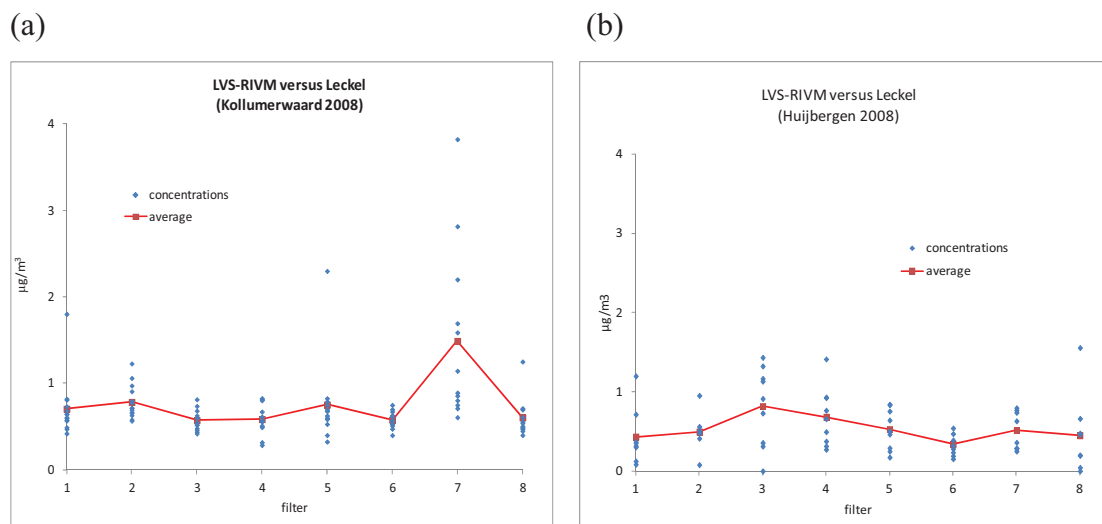 (a)
LVS-RIVM versus Leckel
(Kollumerwaard 2008)
4
3
2
1
0
µg/m³
concentrations
average
1 2 3 4 5 6 7 8
filter
(b)
LVS-RIVM versus Leckel
(Huijbergen 2008)
4
3
2
1
0
µg/m3
concentrations
average
1 2 3 4 5 6 7 8
filter